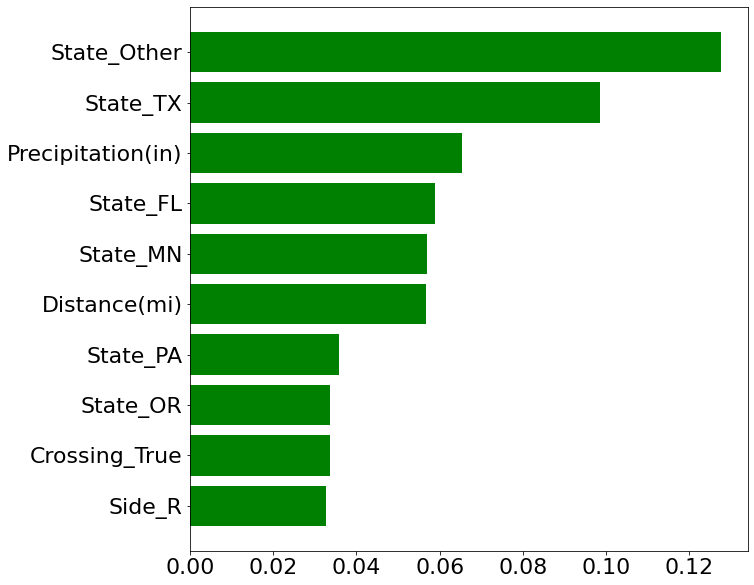 State_Other
State_TX
Precipitation(in)
State_FL
State_MN
Distance(mi)
State_PA
State_OR
Crossing_True
Side_R
0.00 0.02 0.04 0.06 0.08 0.10 0.12